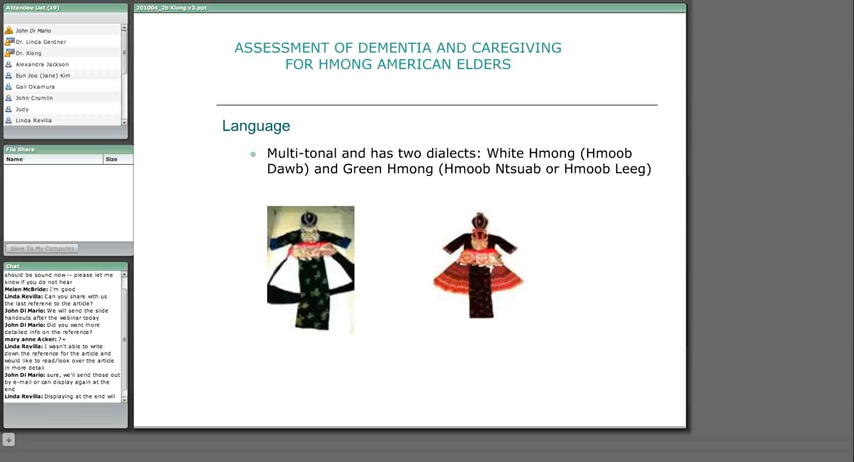 Attendee List (19)
John Di Mario
Dr. Linda Gerdner
Dr. Xiong
Alexandra Jackson
Eun Joo (Jane) Kim
Gail Okamura
John Crumlin
Judy
Linda Revilla
File Share
Name Size
Save To My Computer
Chat
should be sound now -- please let
me know if you do not hear
Melen McBride: I'm good
Linda Revilla: Can you share with us
the last referene to the article?
John Di Mario: We will send the slide
handouts after the webinar today
John Di Mario: Did you want more
detailed info on the reference?
mary anne Acker: 7+
Linda Revilla: I wasn't able to write
down the reference for the article and
would like to read/look over the article
in more detail
John Di Mario: sure, we'll send those out
by e-mail or can display again at the
end
Linda Revilla: Displaying at the end will
201004_2b Xiong v3.ppt
ASSESSMENT OF DEMENTIA AND CAREGIVING
FOR HMONG AMERICAN ELDERS
Language
Multi-tonal and has two dialects: White Hmong (Hmoob
Dawb) and Green Hmong (Hmoob Ntsuab or Hmoob Leeg)